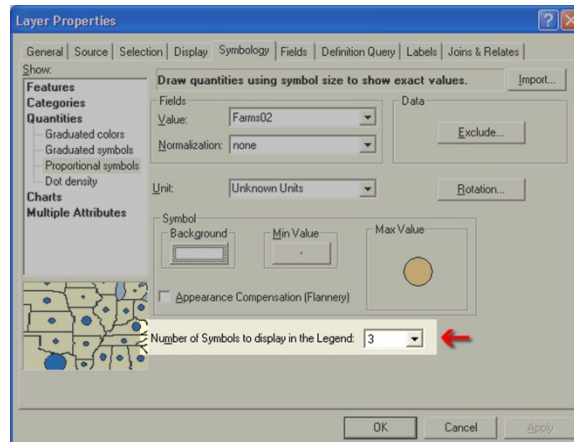 Layer Properties
General Source Selection Display Symbology Fields Definition Query Labels Joins & Relates
Show:
Features
Categories
Quantities
Graduated colors
Graduated symbols
Proportional symbols
Dot density
Charts
Multiple Attributes
Draw quantities using symbol size to show exact values.
Import...
Fields
Value: Farms02
Normalization: none
Data
Exclude...
Unit: Unknown Units
Rotation...
Symbol
Background
Min Value
Max Value
Appearance Compensation (Flannery)
Number of Symbols to display in the Legend: 3
OK Cancel Apply